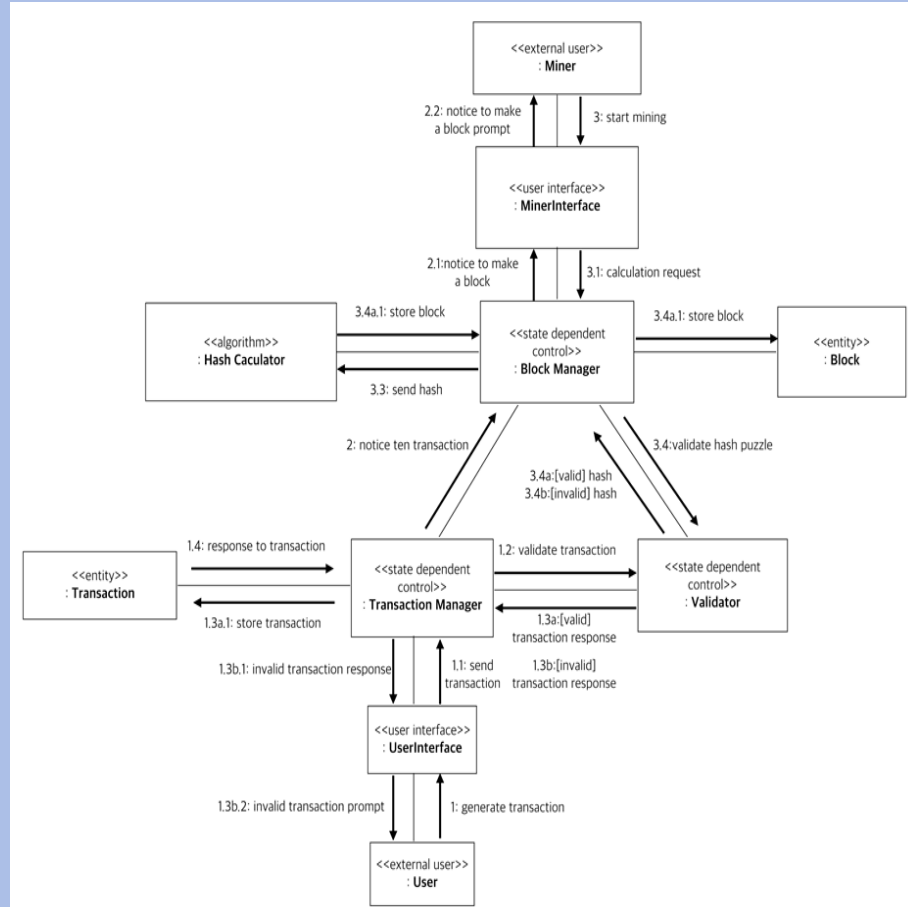 <<external user>>
: Miner
2.2: notice to make
a block prompt
3: start mining
<<user interface>>
: MinerInterface
2.1:notice to make
a block
3.1: calculation request
3.4a.1: store block
3.4a.1: store block
<<algorithm>>
: Hash Caculator
<<state dependent
control>>
: Block Manager
<<entity>>
: Block
3.3: send hash
2: notice ten transaction
3.4:validate hash puzzle
3.4a:[valid] hash
3.4b:[invalid] hash
1.4: response to transaction
1.2: validate transaction
<<entity>>
: Transaction
<<state dependent
control>>
: Transaction Manager
<<state dependent
control>>
: Validator
1.3a.1: store transaction
1.3a:[valid]
transaction response
1.3b.1: invalid transaction response
1.1: send
transaction
1.3b:[invalid]
transaction response
<<user interface>>
: UserInterface
1.3b.2: invalid transaction prompt
1: generate transaction
<<external user>>
: User